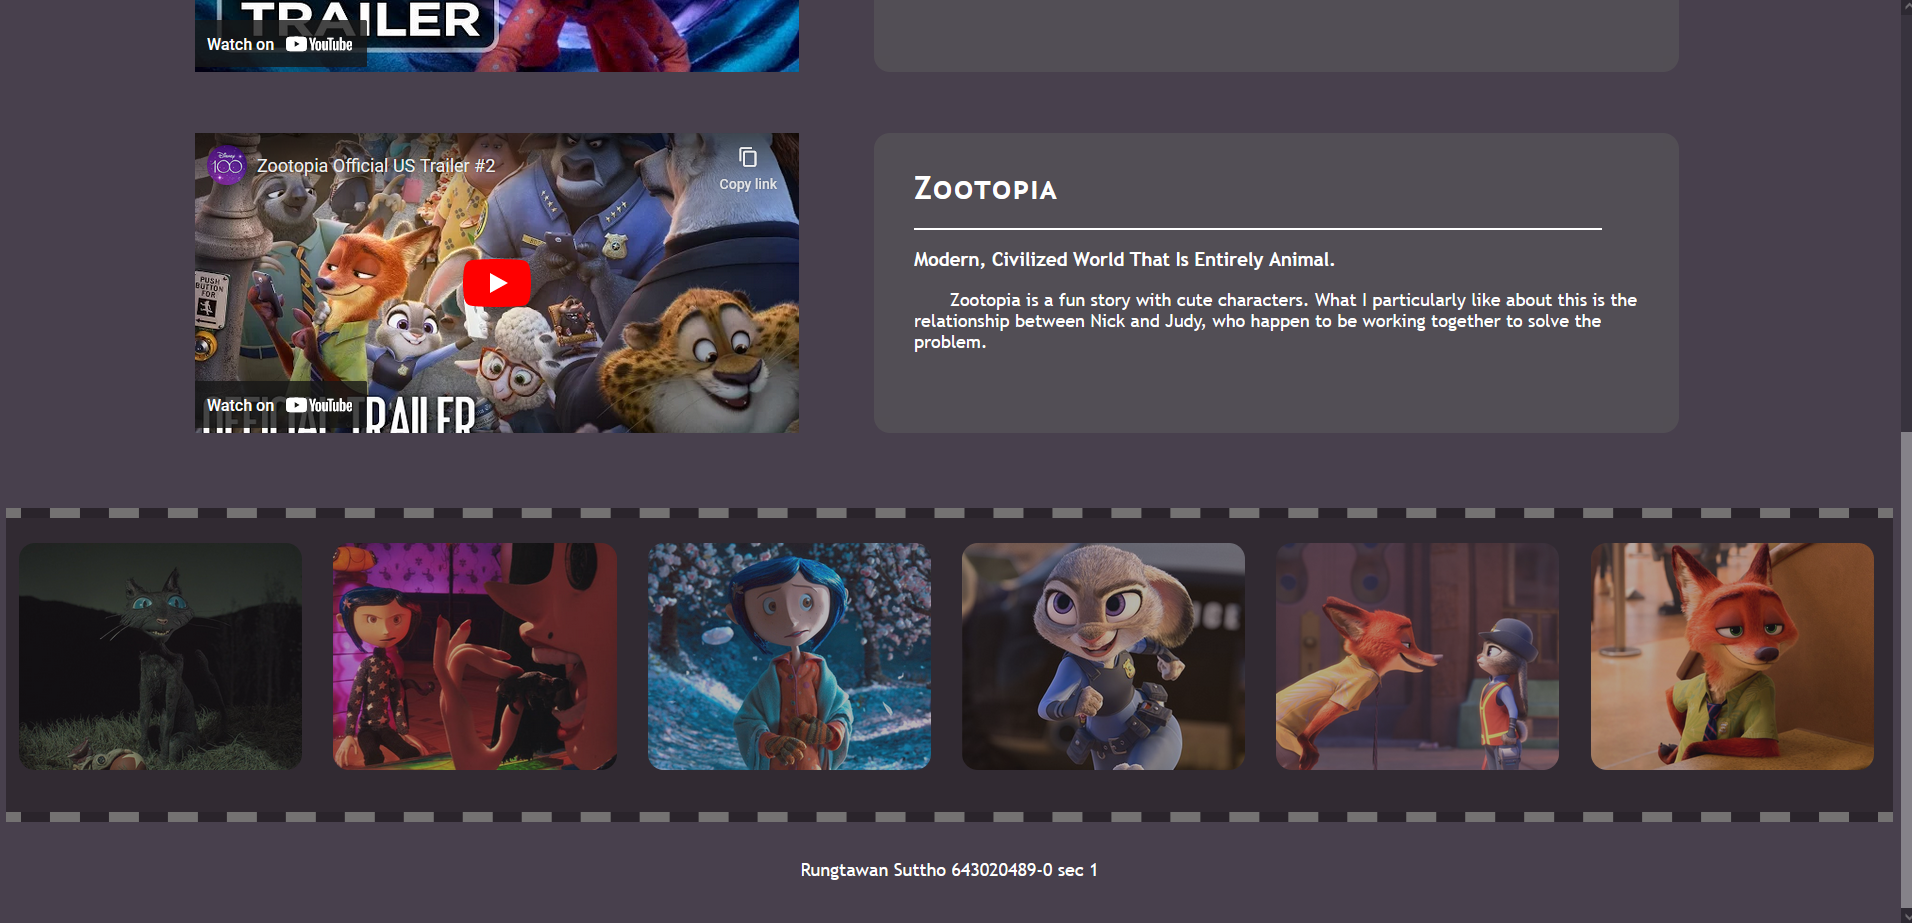 TRAILER
Watch on YouTube
Disney
100
Zootopia Official US Trailer #2
Copy link
PUSH
BUTTON
FOR
Watch on YouTube
OFFICIAL TRAILER
Zootopia
Modern, Civilized World That Is Entirely Animal.
Zootopia is a fun story with cute characters. What I particularly like about this is the
relationship between Nick and Judy, who happen to be working together to solve the
problem.
Rungtawan Suttho 643020489-0 sec 1